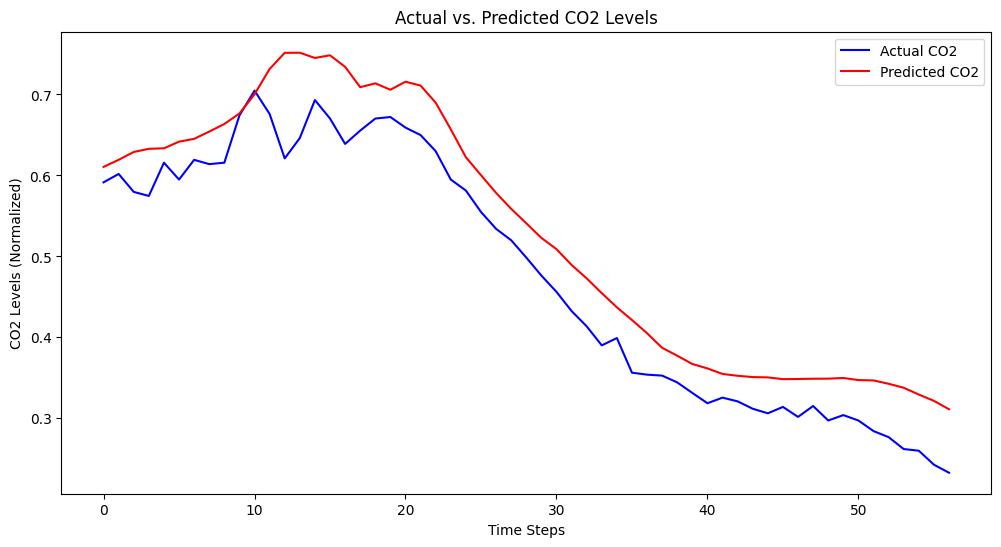 Actual vs. Predicted CO2 Levels
Actual CO2
Predicted CO2
CO2 Levels (Normalized)
0.7
0.6
0.5
0.4
0.3
0 10 20 30 40 50
Time Steps